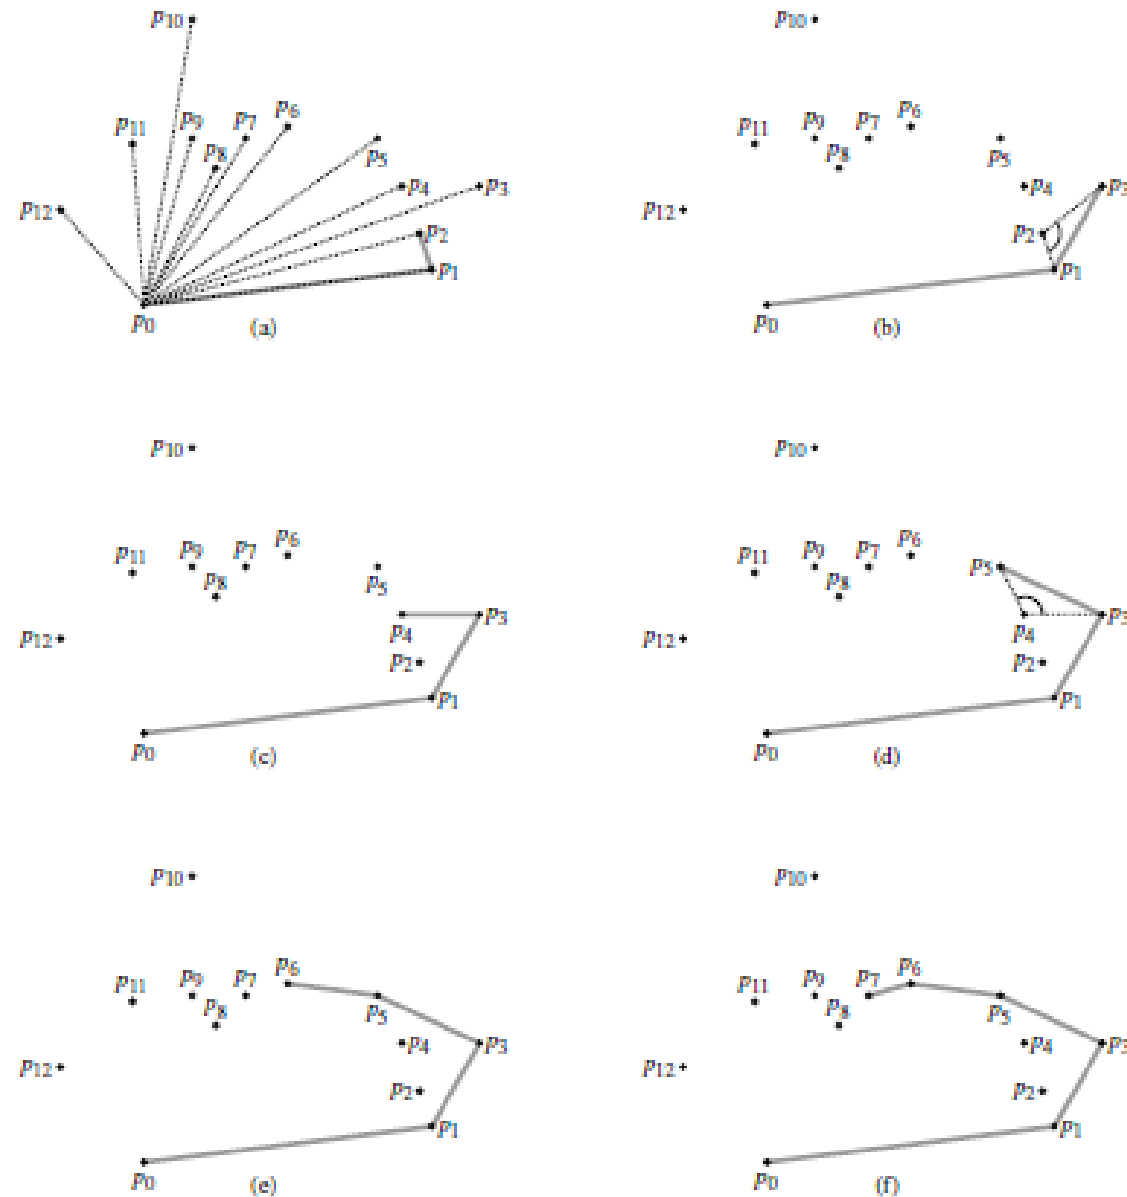 p10 p10
p11 p9 p7 p6 p11 p9 p7 p6
p8 p5 p8 p5
p4 p3 p4 p3
p12 p2 p12 p2
p1 p1
p0 (a) p0 (b)
p10 p10
p11 p9 p7 p6 p11 p9 p7 p6
p8 p5 p8 p5
p4 p3 p4 p3
p12 p2 p12 p2
p1 p1
p0 (c) p0 (d)
p10 p10
p11 p9 p7 p6 p11 p9 p7 p6
p8 p5 p8 p5
p4 p3 p4 p3
p12 p2 p12 p2
p1 p1
p0 (e) p0 (f)